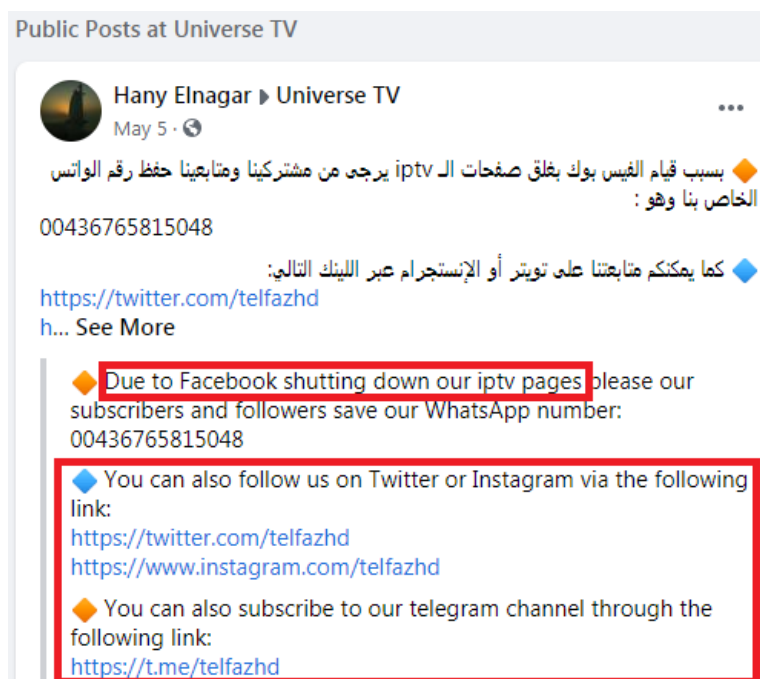 Public Posts at Universe TV
Hany Elnagar ▸ Universe TV
May 5 ·
🔶 بسبب قيام الفيس بوك بغلق صفحات الـ iptv يرجى من مشتركينا ومتابعينا حفظ رقم الواتس
الخاص بنا وهو :
00436765815048
🔷 كما يمكنكم متابعتنا على تويتر أو الإنستجرام عبر اللينك التالي:
https://twitter.com/telfazhd
h... See More
🔶 Due to Facebook shutting down our iptv pages please our
subscribers and followers save our WhatsApp number:
00436765815048
🔷 You can also follow us on Twitter or Instagram via the following
link:
https://twitter.com/telfazhd
https://www.instagram.com/telfazhd
🔶 You can also subscribe to our telegram channel through the
following link:
https://t.me/telfazhd